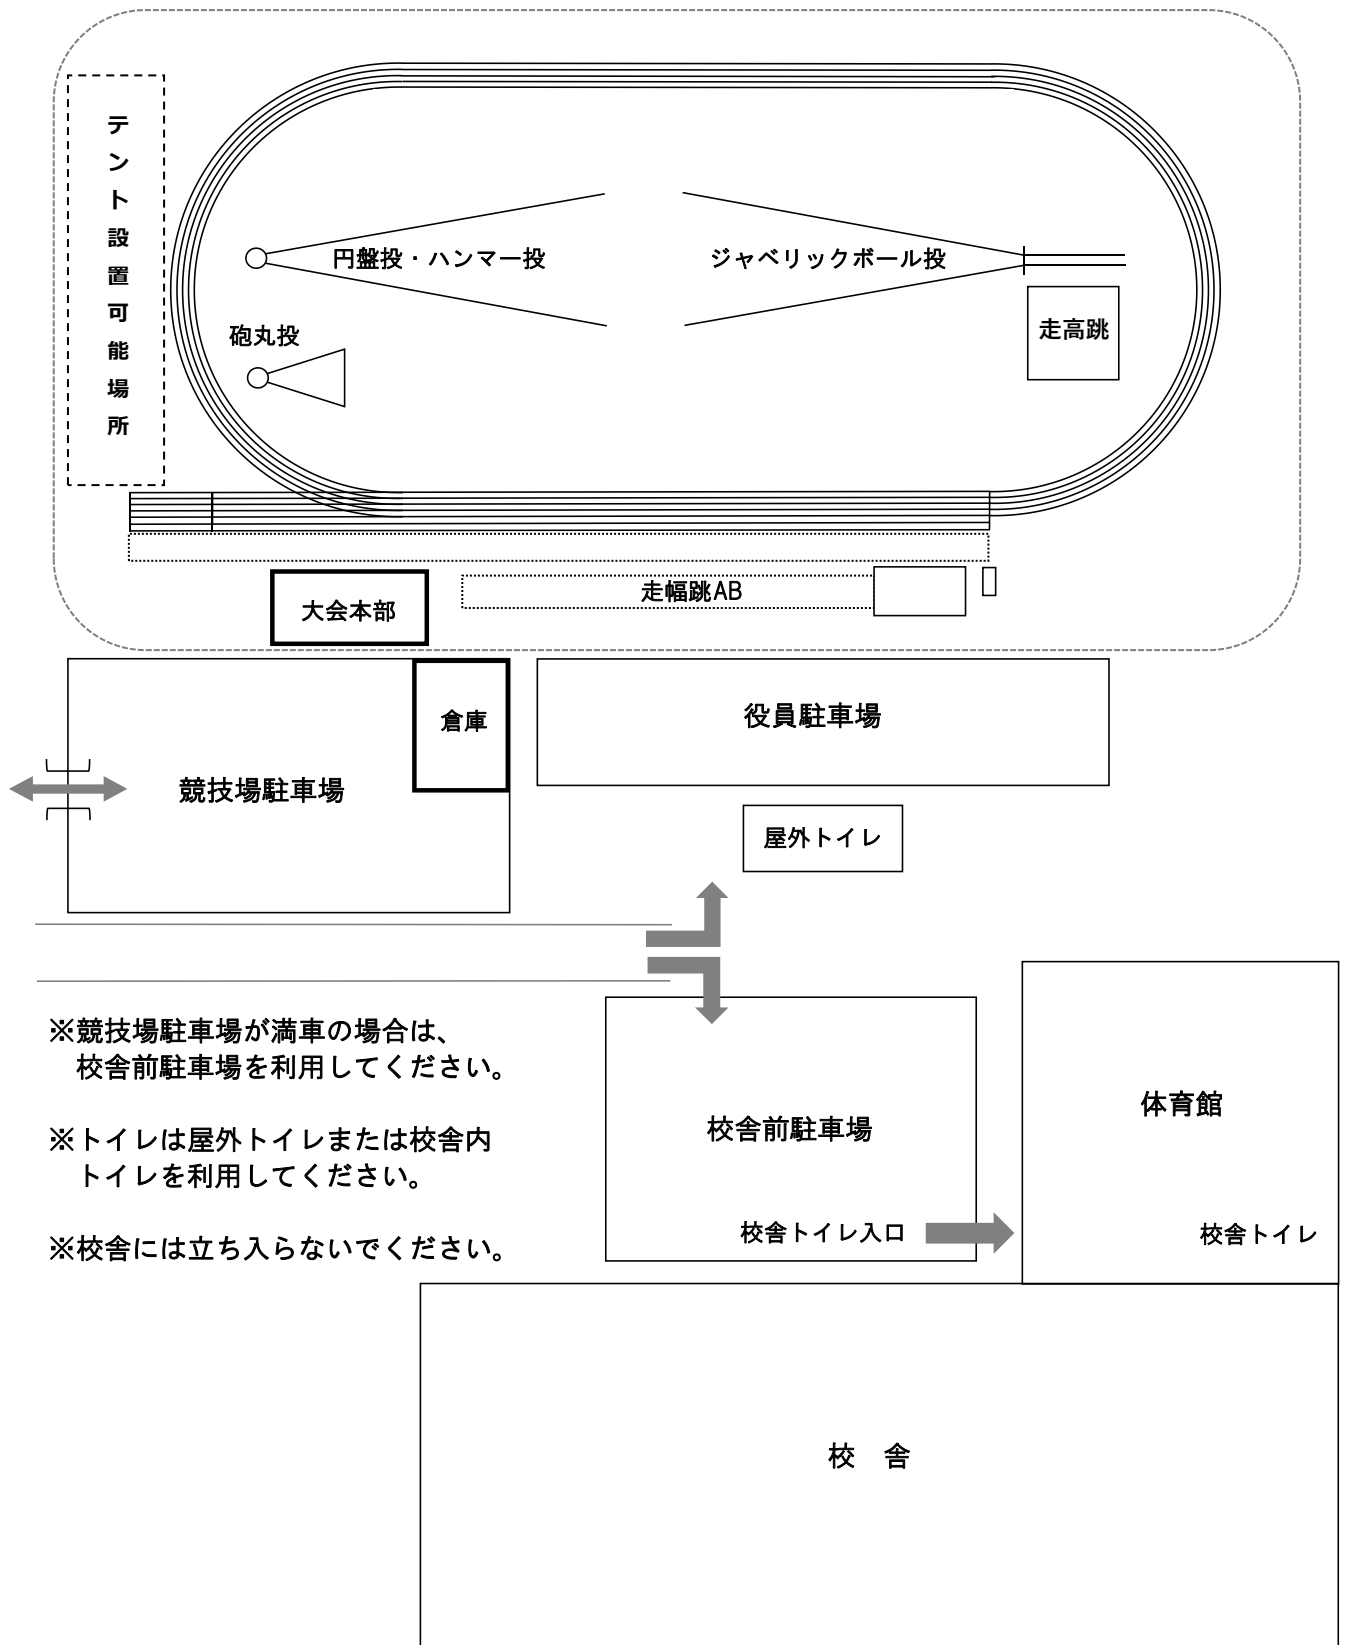 テント設置可能場所
円盤投・ハンマー投
ジャベリックボール投
砲丸投
走高跳
大会本部
走幅跳AB
倉庫
役員駐車場
競技場駐車場
屋外トイレ
※競技場駐車場が満車の場合は、
校舎前駐車場を利用してください。
※トイレは屋外トイレまたは校舎内
トイレを利用してください。
※校舎には立ち入らないでください。
校舎前駐車場
体育館
校舎トイレ入口
校舎トイレ
校　舎